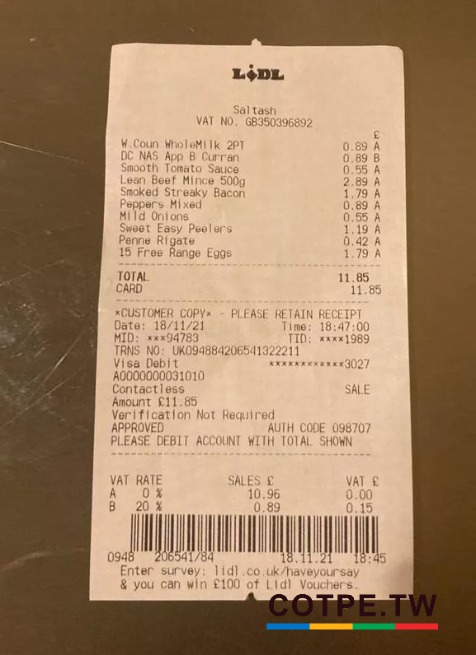 LIDL
Saltash
VAT NO. GB350396892
£
W.Coun WholeMilk 2PT 0.89 A
DC NAS App B Curran 0.89 B
Smooth Tomato Sauce 0.55 A
Lean Beef Mince 500g 2.89 A
Smoked Streaky Bacon 1.79 A
Peppers Mixed 0.89 A
Mild Onions 0.55 A
Sweet Easy Peelers 1.19 A
Penne Rigate 0.42 A
15 Free Range Eggs 1.79 A
TOTAL 11.85
CARD 11.85
*CUSTOMER COPY* - PLEASE RETAIN RECEIPT
Date: 18/11/21 Time: 18:47:00
MID: ***94783 TID: ****1989
TRNS NO: UK094884206541322211
Visa Debit ************3027
A0000000031010
Contactless SALE
Amount £11.85
Verification Not Required
APPROVED AUTH CODE 098707
PLEASE DEBIT ACCOUNT WITH TOTAL SHOWN
VAT RATE SALES £ VAT £
A 0 % 10.96 0.00
B 20 % 0.89 0.15
0948 206541/84 18.11.21 18:45
Enter survey: lidl.co.uk/haveyoursay
& you can win £100 of Lidl Vouchers.
COTPE.TW